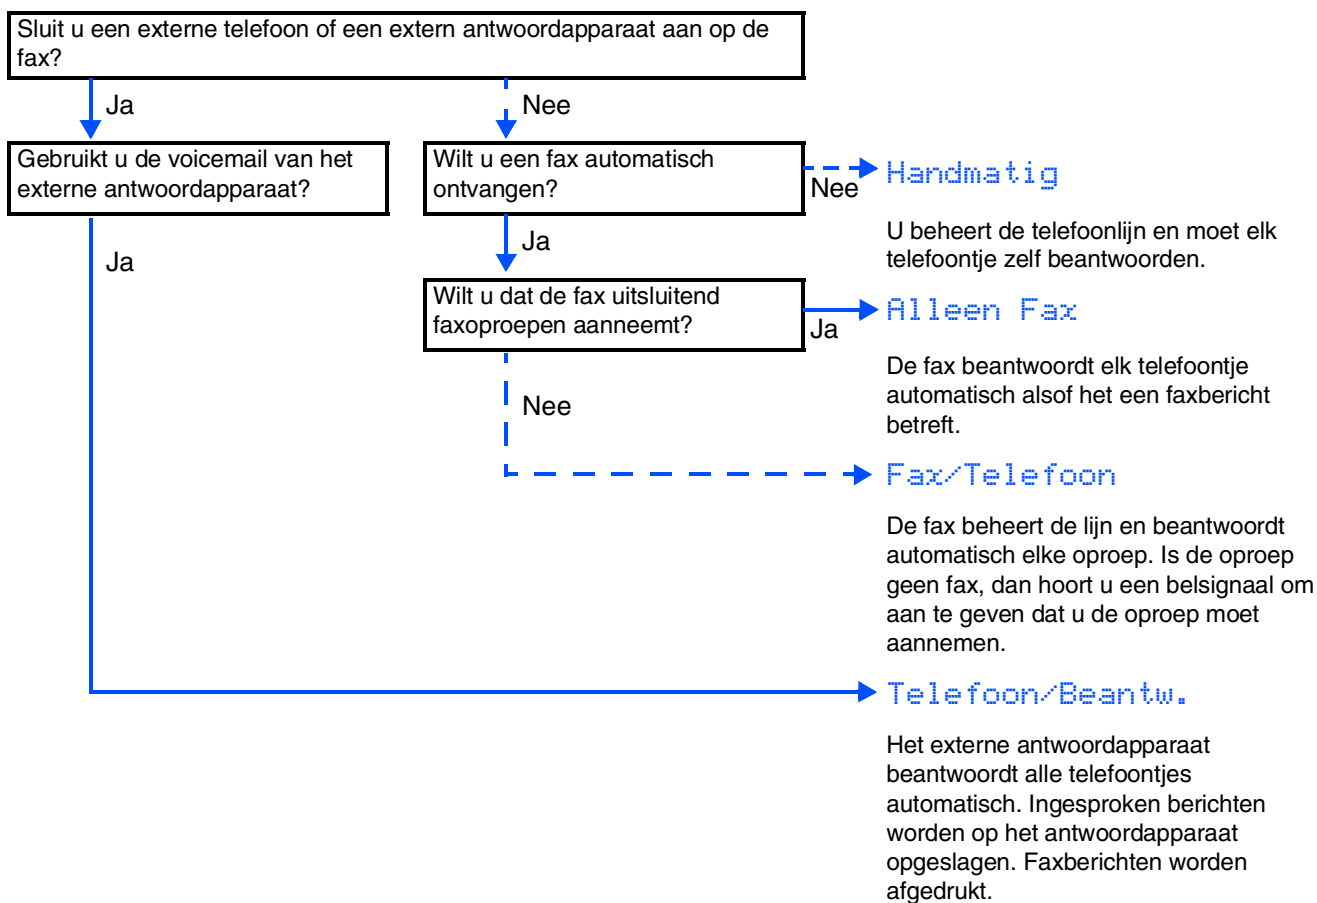 Sluit u een externe telefoon of een extern antwoordapparaat aan op de
fax?
Ja
Nee
Gebruikt u de voicemail van het
externe antwoordapparaat?
Wilt u een fax automatisch
ontvangen?
Nee
Handmatig
U beheert de telefoonlijn en moet elk
telefoontje zelf beantwoorden.
Ja
Ja
Wilt u dat de fax uitsluitend
faxoproepen aanneemt?
Ja
Alleen Fax
De fax beantwoordt elk telefoontje
automatisch alsof het een faxbericht
betreft.
Nee
Fax/Telefoon
De fax beheert de lijn en beantwoordt
automatisch elke oproep. Is de oproep
geen fax, dan hoort u een belsignaal om
aan te geven dat u de oproep moet
aannemen.
Telefoon/Beantw.
Het externe antwoordapparaat
beantwoordt alle telefoontjes
automatisch. Ingesproken berichten
worden op het antwoordapparaat
opgeslagen. Faxberichten worden
afgedrukt.